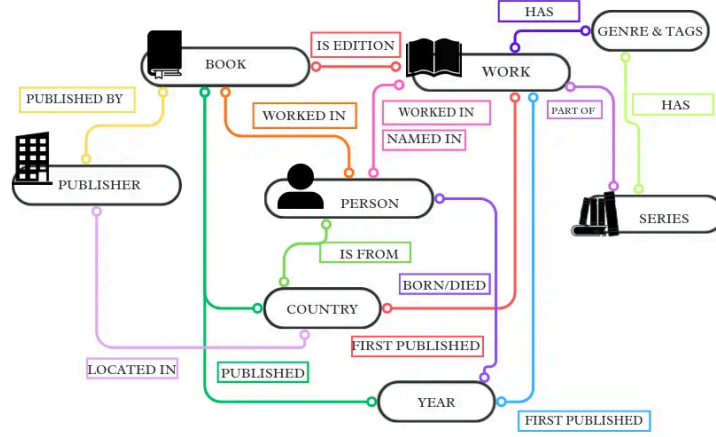 HAS
GENRE & TAGS
IS EDITION
BOOK
WORK
PUBLISHED BY
WORKED IN
WORKED IN
NAMED IN
PART OF
HAS
PUBLISHER
PERSON
SERIES
IS FROM
BORN/DIED
COUNTRY
FIRST PUBLISHED
LOCATED IN
PUBLISHED
YEAR
FIRST PUBLISHED